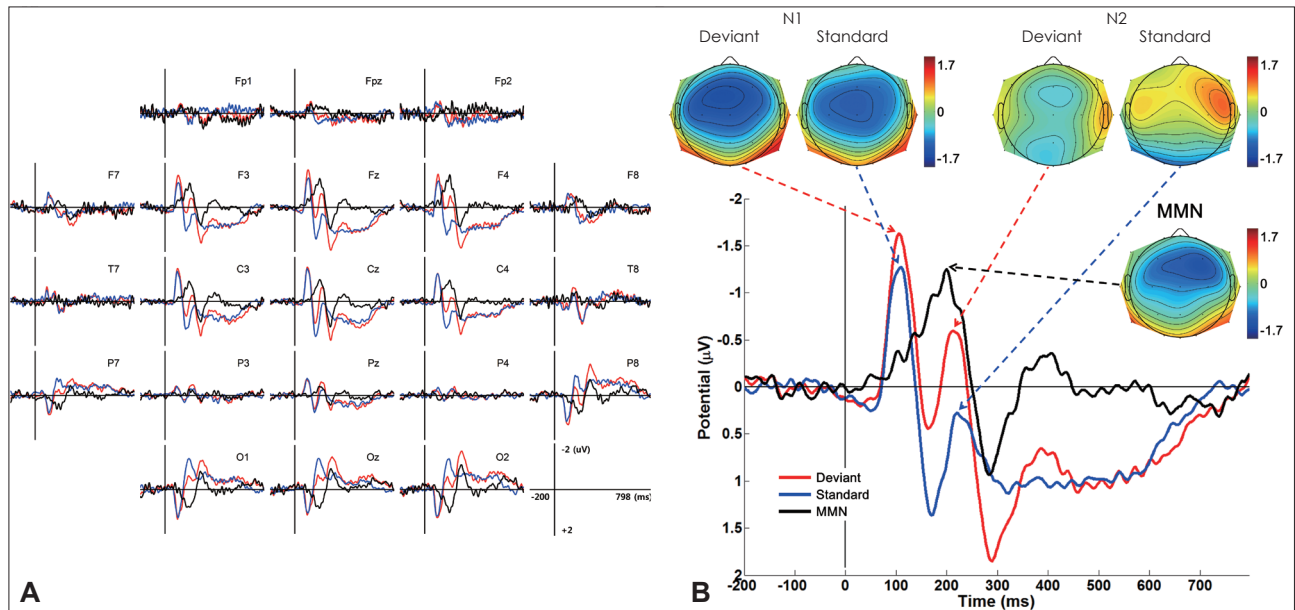 A
Fp1 Fpz Fp2
F7 F3 Fz F4 F8
T7 C3 Cz C4 T8
P7 P3 Pz P4 P8
O1 Oz O2
-2 (uV)
-200 798 (ms)
+2
B
N1 N2
Deviant Standard Deviant Standard
1.7 1.7
0 0
-1.7 -1.7
MMN
1.7
0
-1.7
-2
-1.5
-1
-0.5
0
0.5
1
1.5
2
Potential (μV)
Deviant
Standard
MMN
-200 -100 0 100 200 300 400 500 600 700
Time (ms)